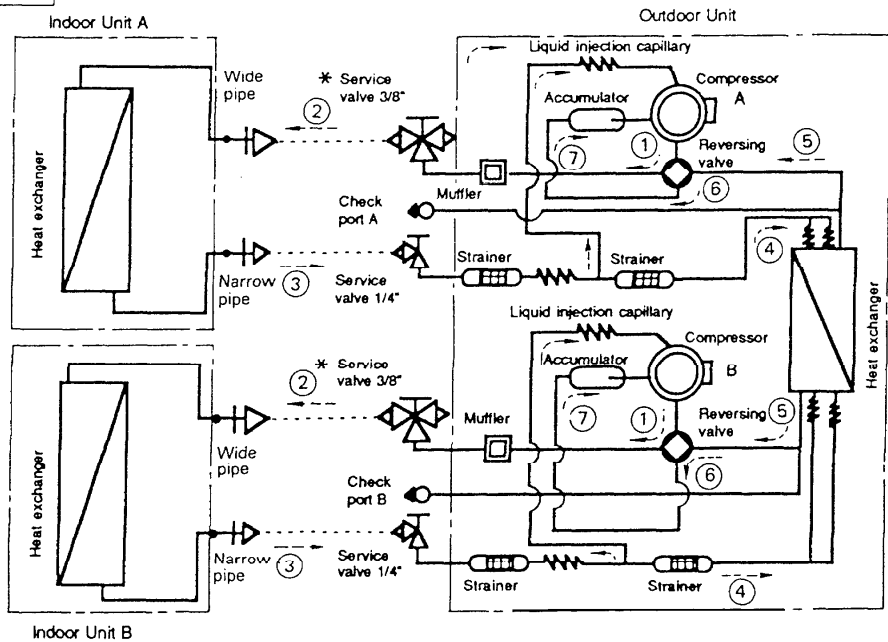 Indoor Unit A
Outdoor Unit
Liquid injection capillary
Wide
pipe
* Service
valve 3/8"
2
Accumulator
Compressor
A
Heat exchanger
1
7
Reversing
valve
5
6
Muffler
Check
port A
4
Strainer
Strainer
Narrow
pipe
3
Service
valve 1/4"
Heat exchanger
Liquid injection capillary
* Service
valve 3/8"
2
Accumulator
Compressor
B
Heat exchanger
Wide
pipe
Muffler
7
1
Reversing
valve
5
6
Check
port B
Narrow
pipe
3
Service
valve 1/4"
Strainer
Strainer
4
Indoor Unit B